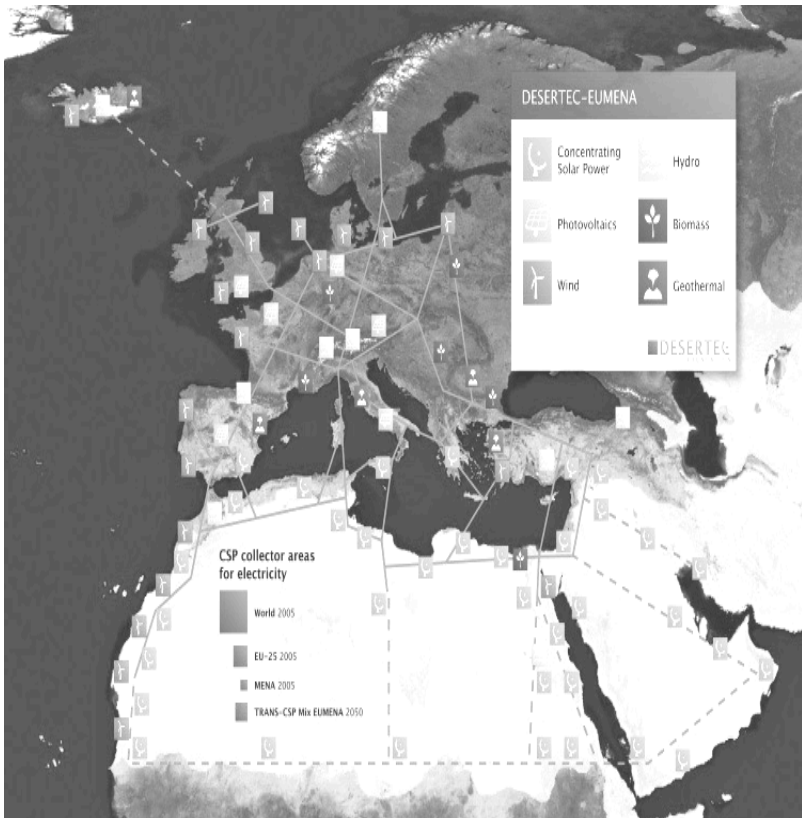 DESERTEC-EUMENA
Concentrating
Solar Power
Hydro
Photovoltaics
Biomass
Wind
Geothermal
DESERTEC
CSP collector areas
for electricity
World 2005
EU-25 2005
MENA 2005
TRANS-CSP Mix EUMENA 2050